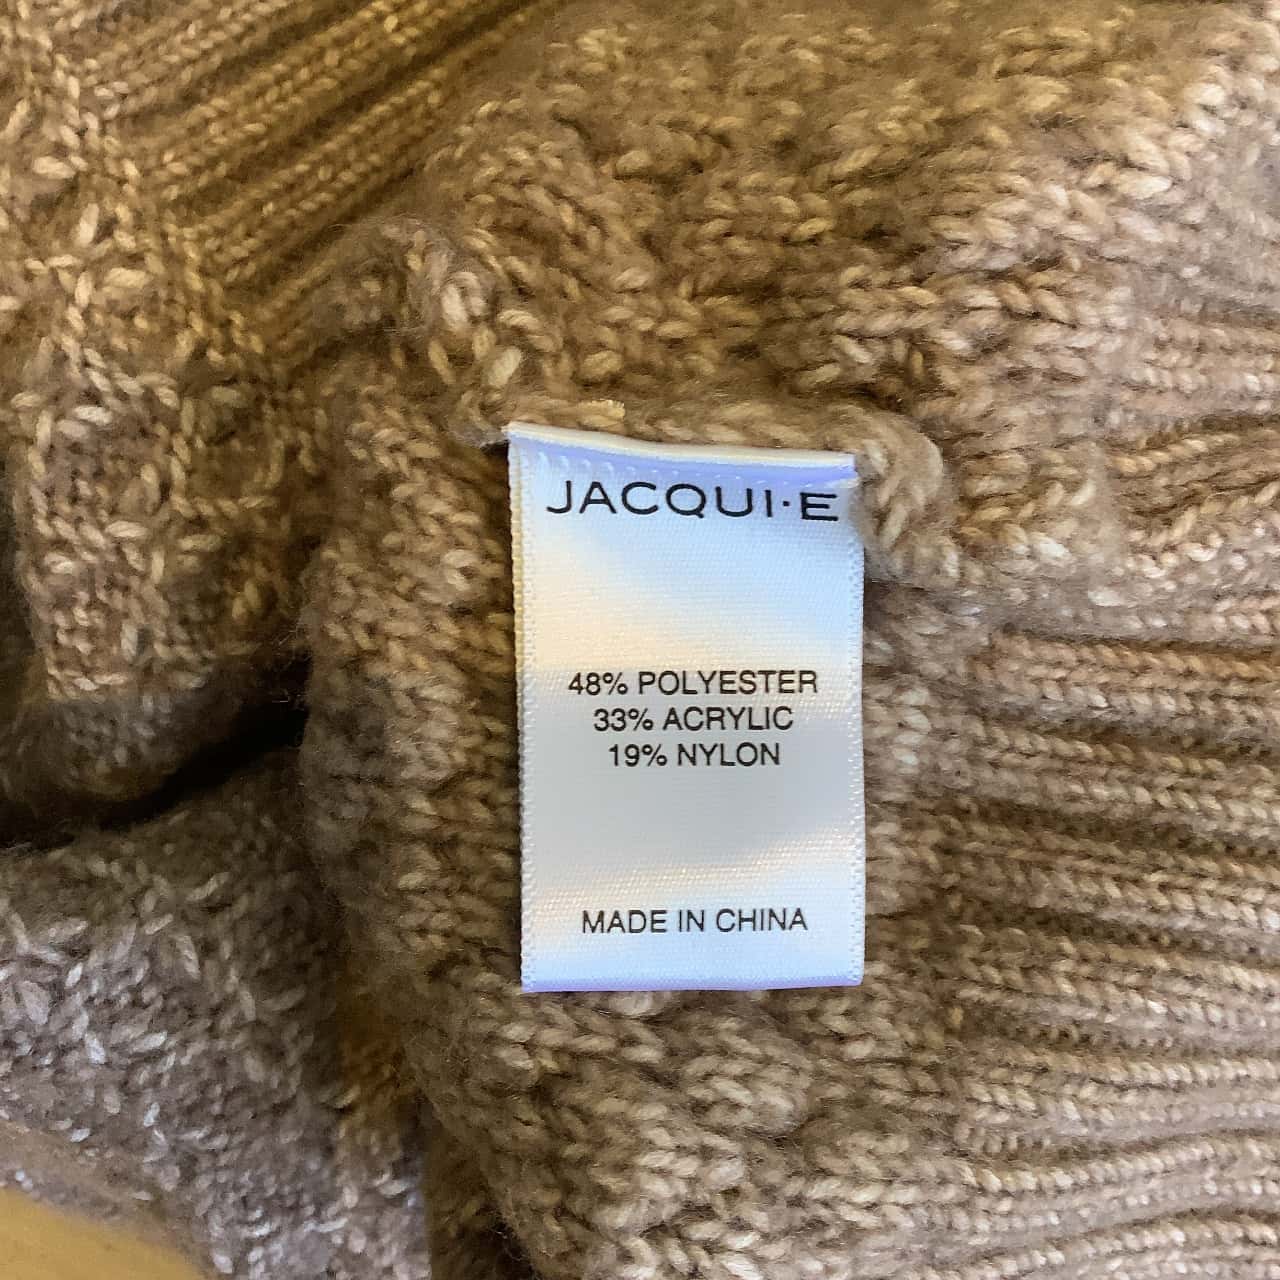 JACQUI·E
48% POLYESTER
33% ACRYLIC
19% NYLON
MADE IN CHINA